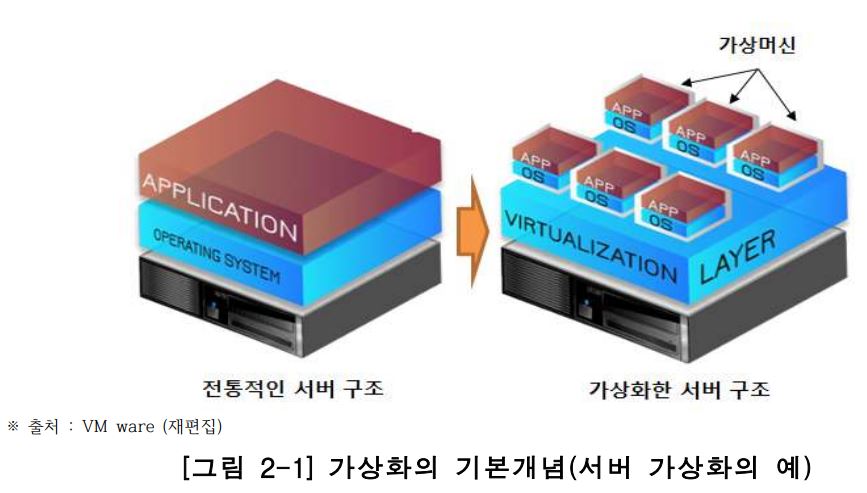 가상머신
APPLICATION
OPERATING SYSTEM
APP
OS
APP
OS
APP
OS
APP
OS
APP
OS
APP
OS
VIRTUALIZATION LAYER
전통적인 서버 구조
가상화한 서버 구조
※ 출처 : VM ware (재편집)
[그림 2-1] 가상화의 기본개념(서버 가상화의 예)